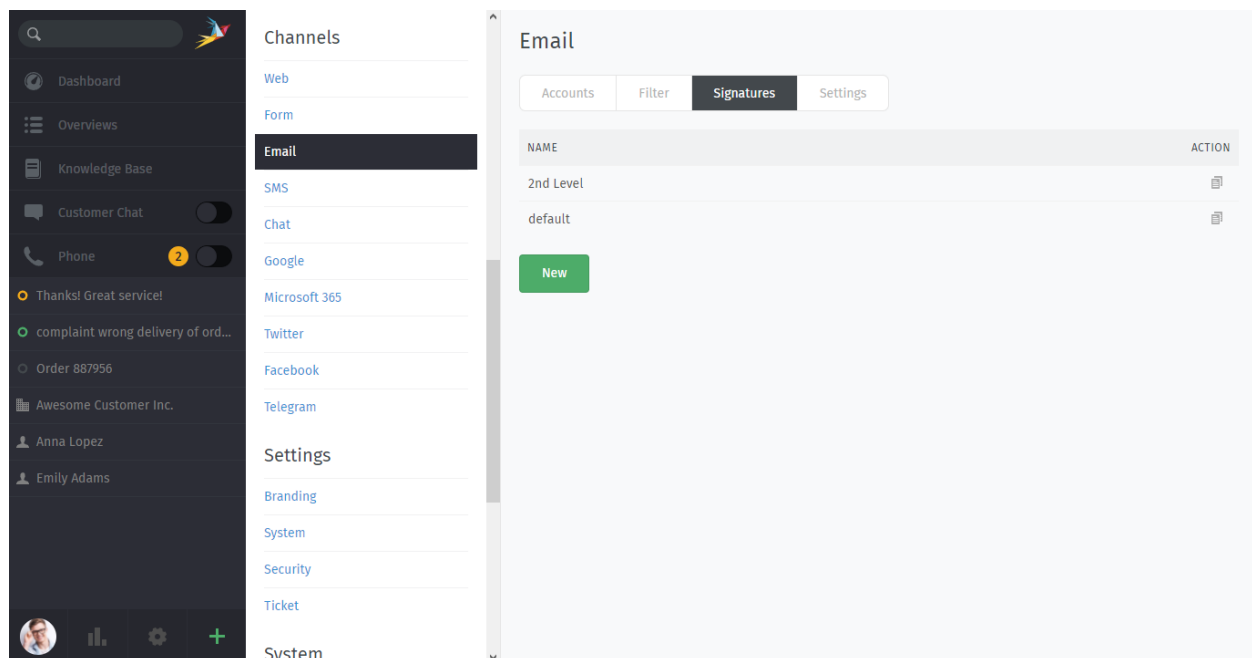 Dashboard
Overviews
Knowledge Base
Customer Chat
Phone 2
Thanks! Great service!
complaint wrong delivery of ord...
Order 887956
Awesome Customer Inc.
Anna Lopez
Emily Adams
Channels
Web
Form
Email
SMS
Chat
Google
Microsoft 365
Twitter
Facebook
Telegram
Settings
Branding
System
Security
Ticket
System
Email
Accounts Filter Signatures Settings
NAME ACTION
2nd Level
default
New